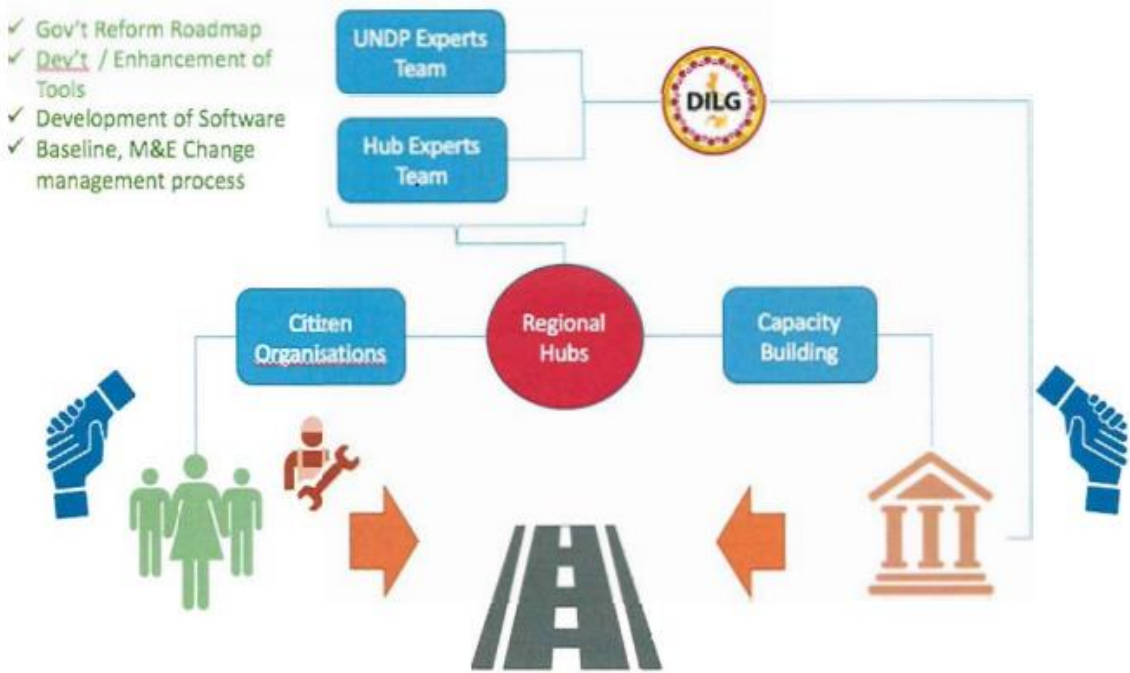 ✓ Gov't Reform Roadmap
✓ Dev't / Enhancement of
Tools
✓ Development of Software
✓ Baseline, M&E Change
management process
UNDP Experts
Team
Hub Experts
Team
DILG
Citizen
Organisations
Regional
Hubs
Capacity
Building